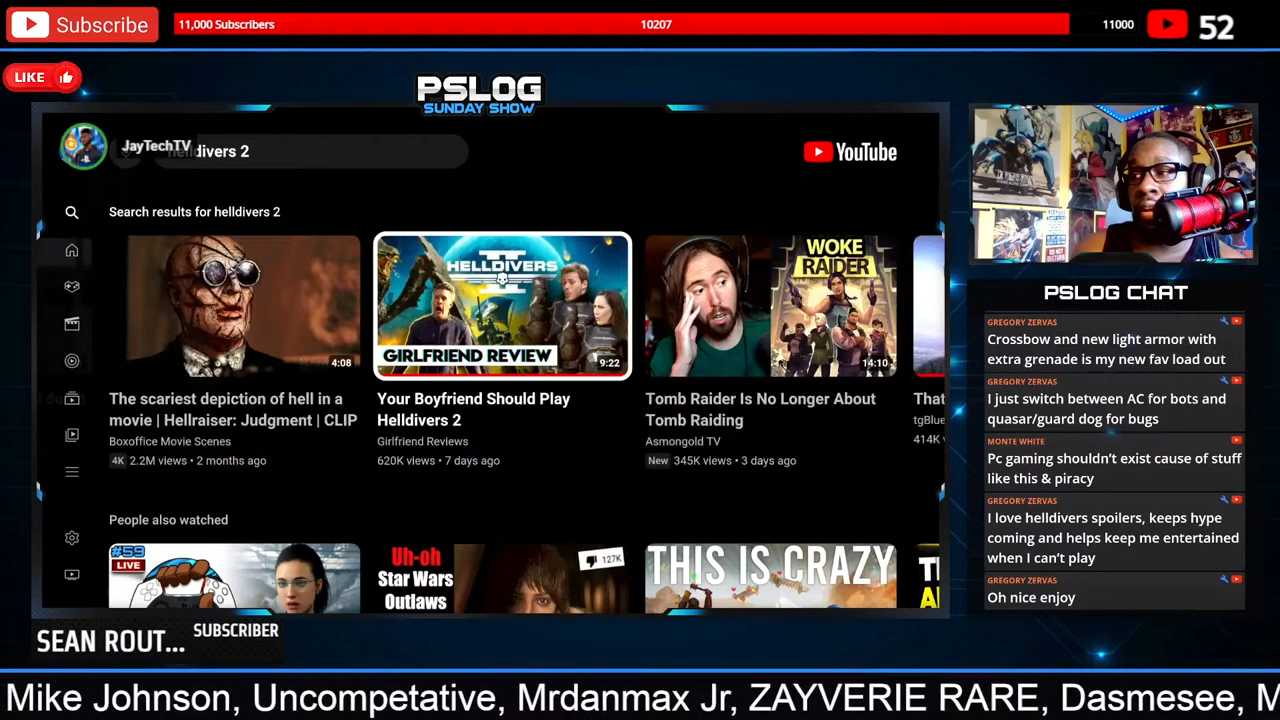 Subscribe
11,000 Subscribers
10207
11000
52
LIKE
PSLOG
SUNDAY SHOW
JayTechTV
helldivers 2
YouTube
Search results for helldivers 2
4:08
HELLDIVERS
GIRLFRIEND REVIEW
9:22
WOKE
RAIDER
14:10
The scariest depiction of hell in a
movie | Hellraiser: Judgment | CLIP
Boxoffice Movie Scenes
4K 2.2M views • 2 months ago
Your Boyfriend Should Play
Helldivers 2
Girlfriend Reviews
620K views • 7 days ago
Tomb Raider Is No Longer About
Tomb Raiding
Asmongold TV
New 345K views • 3 days ago
That
tgBlue
414K
People also watched
#59
LIVE
Uh-oh
Star Wars
Outlaws
127K
THIS IS CRAZY
PSLOG CHAT
GREGORY ZERVAS
Crossbow and new light armor with
extra grenade is my new fav load out
GREGORY ZERVAS
I just switch between AC for bots and
quasar/guard dog for bugs
MONTE WHITE
Pc gaming shouldn't exist cause of stuff
like this & piracy
GREGORY ZERVAS
I love helldivers spoilers, keeps hype
coming and helps keep me entertained
when I can't play
GREGORY ZERVAS
Oh nice enjoy
SEAN ROUT...
SUBSCRIBER
Mike Johnson, Uncompetative, Mrdanmax Jr, ZAYVERIE RARE, Dasmesee, M